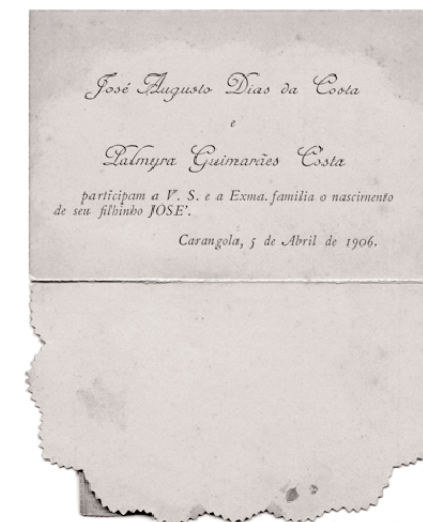 José Augusto Dias da Costa
e
Palmyra Guimarães Costa
participam a V. S. e a Exma. familia o nascimento
de seu filhinho JOSE'.
Carangola, 5 de Abril de 1906.